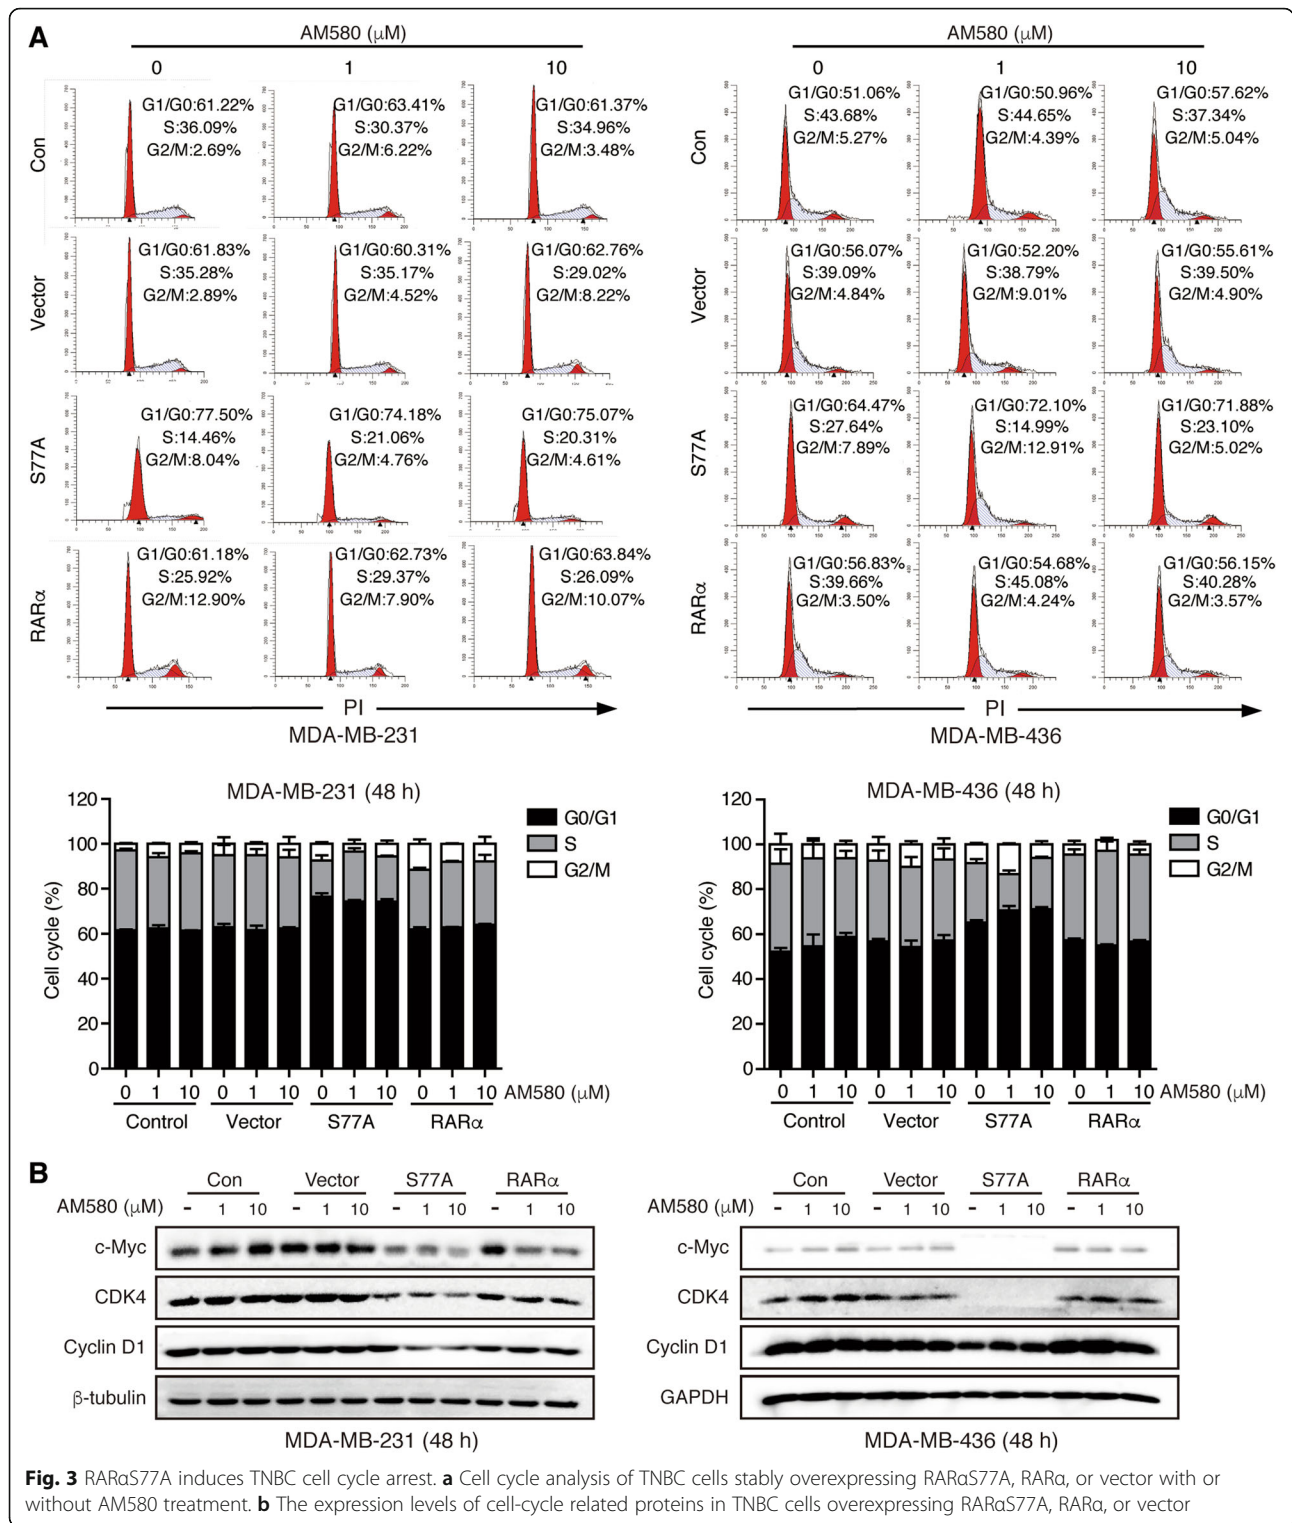 A
AM580 (μM)
0 1 10
Con
G1/G0:61.22%
S:36.09%
G2/M:2.69%
G1/G0:63.41%
S:30.37%
G2/M:6.22%
G1/G0:61.37%
S:34.96%
G2/M:3.48%
Vector
G1/G0:61.83%
S:35.28%
G2/M:2.89%
G1/G0:60.31%
S:35.17%
G2/M:4.52%
G1/G0:62.76%
S:29.02%
G2/M:8.22%
S77A
G1/G0:77.50%
S:14.46%
G2/M:8.04%
G1/G0:74.18%
S:21.06%
G2/M:4.76%
G1/G0:75.07%
S:20.31%
G2/M:4.61%
RARα
G1/G0:61.18%
S:25.92%
G2/M:12.90%
G1/G0:62.73%
S:29.37%
G2/M:7.90%
G1/G0:63.84%
S:26.09%
G2/M:10.07%
PI
MDA-MB-231
AM580 (μM)
0 1 10
Con
G1/G0:51.06%
S:43.68%
G2/M:5.27%
G1/G0:50.96%
S:44.65%
G2/M:4.39%
G1/G0:57.62%
S:37.34%
G2/M:5.04%
Vector
G1/G0:56.07%
S:39.09%
G2/M:4.84%
G1/G0:52.20%
S:38.79%
G2/M:9.01%
G1/G0:55.61%
S:39.50%
G2/M:4.90%
S77A
G1/G0:64.47%
S:27.64%
G2/M:7.89%
G1/G0:72.10%
S:14.99%
G2/M:12.91%
G1/G0:71.88%
S:23.10%
G2/M:5.02%
RARα
G1/G0:56.83%
S:39.66%
G2/M:3.50%
G1/G0:54.68%
S:45.08%
G2/M:4.24%
G1/G0:56.15%
S:40.28%
G2/M:3.57%
PI
MDA-MB-436
MDA-MB-231 (48 h)
Cell cycle (%)
120
100
80
60
40
20
0
G0/G1
S
G2/M
0 1 10 0 1 10 0 1 10 0 1 10 AM580 (μM)
Control Vector S77A RARα
MDA-MB-436 (48 h)
Cell cycle (%)
120
100
80
60
40
20
0
G0/G1
S
G2/M
0 1 10 0 1 10 0 1 10 0 1 10 AM580 (μM)
Control Vector S77A RARα
B
Con Vector S77A RARα
AM580 (μM) - 1 10 - 1 10 - 1 10 - 1 10
c-Myc
CDK4
Cyclin D1
β-tubulin
MDA-MB-231 (48 h)
Con Vector S77A RARα
AM580 (μM) - 1 10 - 1 10 - 1 10 - 1 10
c-Myc
CDK4
Cyclin D1
GAPDH
MDA-MB-436 (48 h)
Fig. 3 RARαS77A induces TNBC cell cycle arrest. a Cell cycle analysis of TNBC cells stably overexpressing RARαS77A, RARα, or vector with or
without AM580 treatment. b The expression levels of cell-cycle related proteins in TNBC cells overexpressing RARαS77A, RARα, or vector